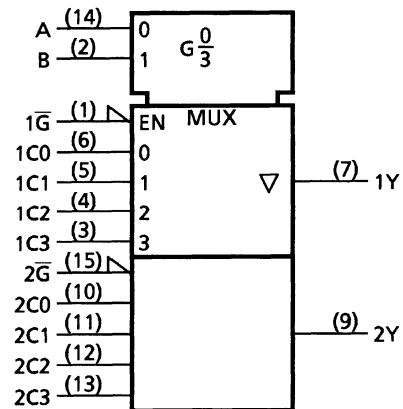 A (14) 0 G 0/3
B (2) 1
1G̅ (1) EN MUX
1C0 (6) 0
1C1 (5) 1 ▽ (7) 1Y
1C2 (4) 2
1C3 (3) 3
2G̅ (15)
2C0 (10)
2C1 (11) (9) 2Y
2C2 (12)
2C3 (13)